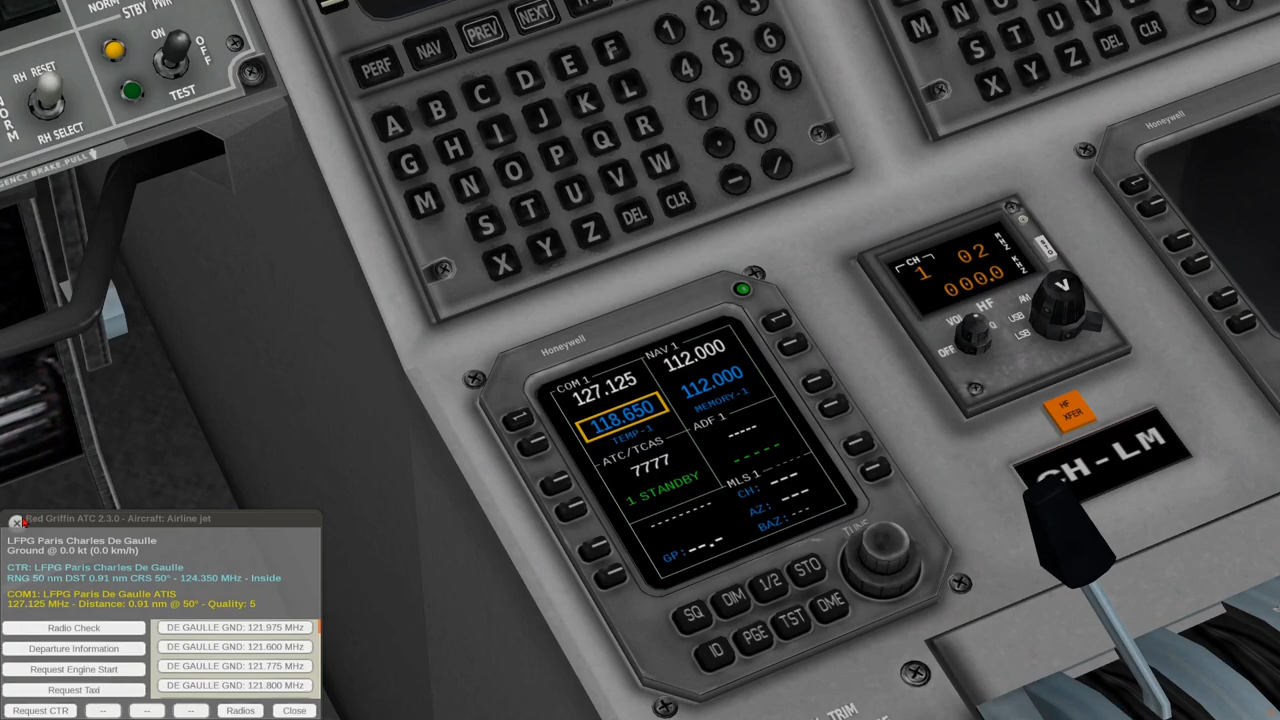 NORM
STBY PWR
ON
OFF
TEST
RH RESET
NORM
RH SELECT
PERF
NAV
PREV
NEXT
A B C D E F
G H I J K L
M N O P Q R
S T U V W
X Y Z DEL CLR
1 2 3
4 5 6
7 8 9
. 0
- /
M N O
S T U V
X Y Z DEL CLR
Honeywell
COM 1
127.125
118.650
TEMP-1
NAV 1
112.000
112.000
MEMORY-1
ATC/TCAS
7777
1 STANDBY
ADF 1
-----
-----
MLS 1
CH: ---
AZ: ---
GP: --.-
BAZ: ---
SQ DIM 1/2 STO
ID PGE TST DME
TUNE
CH
1 02 MHZ
000.0 KHZ
HF
VOL
SQ
OFF
AM
USB
LSB
HF
XFER
CH-LM
Honeywell
TRIM
Red Griffin ATC 2.3.0 - Aircraft: Airline jet
LFPG Paris Charles De Gaulle
Ground @ 0.0 kt (0.0 km/h)
CTR: LFPG Paris Charles De Gaulle
RNG 50 nm DST 0.91 nm CRS 50° - 124.350 MHz - Inside
COM1: LFPG Paris De Gaulle ATIS
127.125 MHz - Distance: 0.91 nm @ 50° - Quality: 5
Radio Check
Departure Information
Request Engine Start
Request Taxi
DE GAULLE GND: 121.975 MHz
DE GAULLE GND: 121.600 MHz
DE GAULLE GND: 121.775 MHz
DE GAULLE GND: 121.800 MHz
Request CTR -- -- -- Radios Close